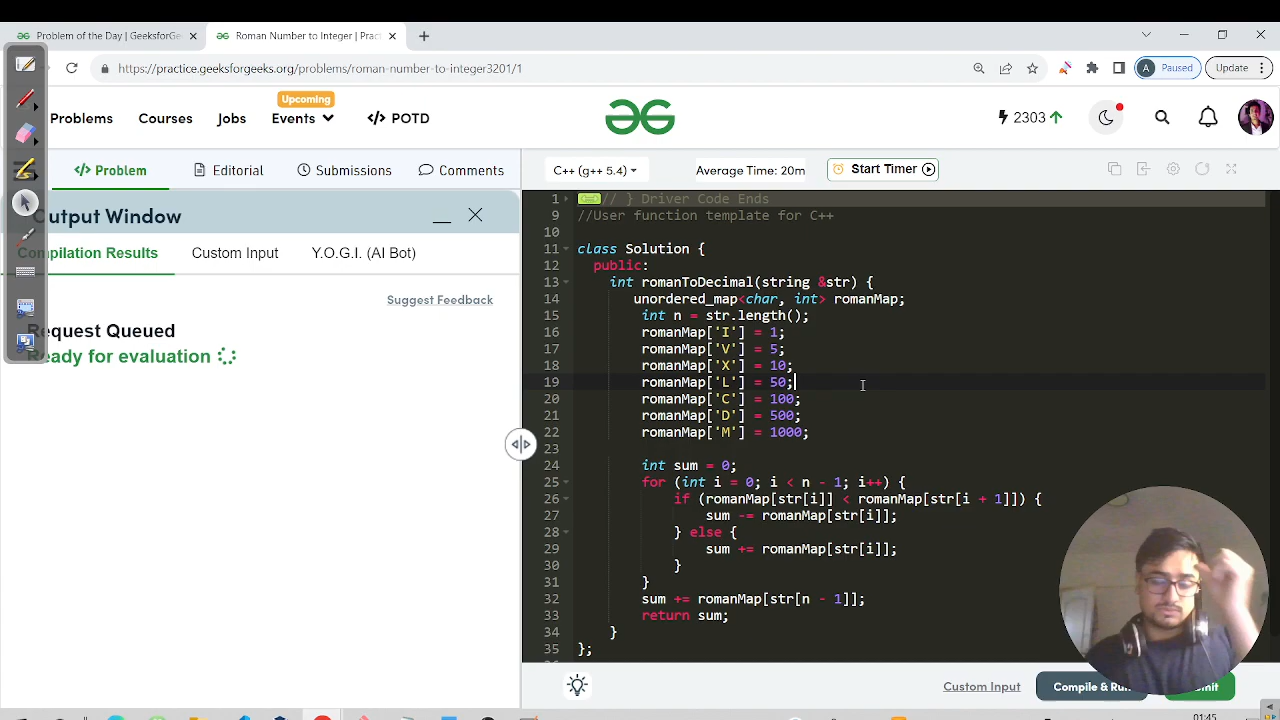 Problem of the Day | GeeksforGe
Roman Number to Integer | Prac
https://practice.geeksforgeeks.org/problems/roman-number-to-integer3201/1
A Paused
Update
Upcoming
Problems Courses Jobs Events </> POTD
2303
</> Problem Editorial Submissions Comments
C++ (g++ 5.4) Average Time: 20m Start Timer
Output Window
Compilation Results Custom Input Y.O.G.I. (AI Bot)
Suggest Feedback
Request Queued
Ready for evaluation
1 // } Driver Code Ends
9 //User function template for C++
10
11 class Solution {
12 public:
13 int romanToDecimal(string &str) {
14 unordered_map<char, int> romanMap;
15 int n = str.length();
16 romanMap['I'] = 1;
17 romanMap['V'] = 5;
18 romanMap['X'] = 10;
19 romanMap['L'] = 50;
20 romanMap['C'] = 100;
21 romanMap['D'] = 500;
22 romanMap['M'] = 1000;
23
24 int sum = 0;
25 for (int i = 0; i < n - 1; i++) {
26 if (romanMap[str[i]] < romanMap[str[i + 1]]) {
27 sum -= romanMap[str[i]];
28 } else {
29 sum += romanMap[str[i]];
30 }
31 }
32 sum += romanMap[str[n - 1]];
33 return sum;
34 }
35 };
Custom Input Compile & Run
01:45